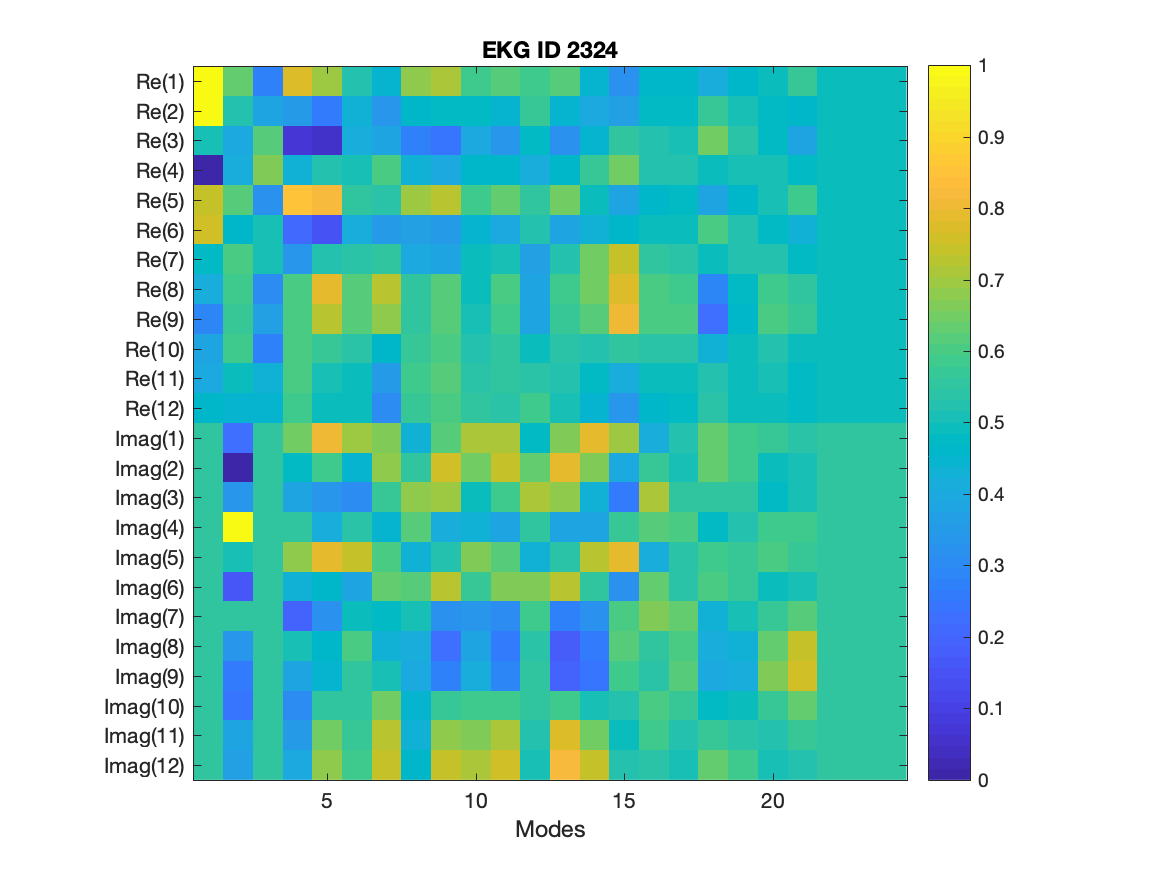 EKG ID 2324
Re(1)
Re(2)
Re(3)
Re(4)
Re(5)
Re(6)
Re(7)
Re(8)
Re(9)
Re(10)
Re(11)
Re(12)
Imag(1)
Imag(2)
Imag(3)
Imag(4)
Imag(5)
Imag(6)
Imag(7)
Imag(8)
Imag(9)
Imag(10)
Imag(11)
Imag(12)
5 10 15 20
Modes
1
0.9
0.8
0.7
0.6
0.5
0.4
0.3
0.2
0.1
0